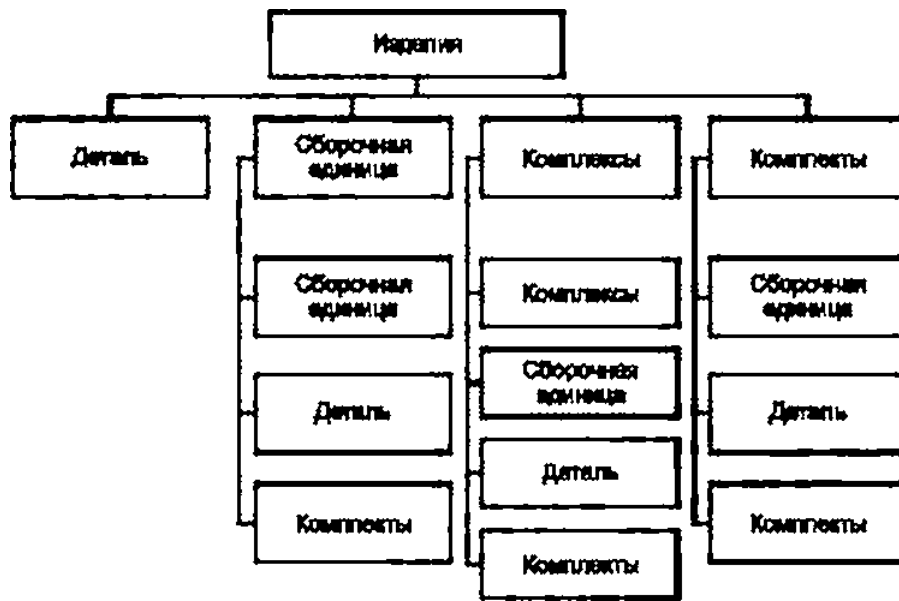 Изделия
Деталь
Сборочная
единица
Комплексы
Комплекты
Сборочная
единица
Деталь
Комплекты
Комплексы
Сборочная
единица
Деталь
Комплекты
Сборочная
единица
Деталь
Комплекты